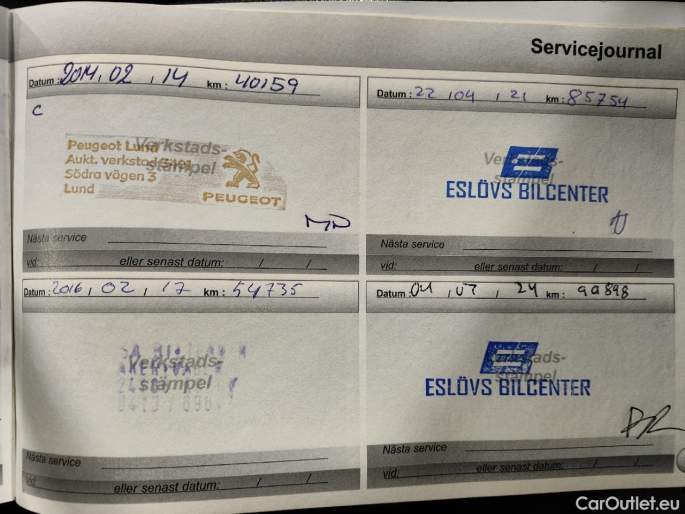 Servicejournal
Datum : 2014, 02, 14 km : 40159
C
Verkstads-
stämpel
Peugeot Lund
Aukt. verkstad
Södra vägen 3
Lund
PEUGEOT
Nästa service
vid: eller senast datum: / /
Datum : 22 104, 21 km : 85754
Verkstads-
stämpel
ESLÖVS BILCENTER
Nästa service
vid: eller senast datum: / /
Datum : 2016, 02, 17 km : 54735
Verkstads-
stämpel
Nästa service
vid: eller senast datum: / /
Datum : 04, 07, 24 km : 99898
Verkstads-
stämpel
ESLÖVS BILCENTER
Nästa service
vid: eller senast datum: / /
CarOutlet.eu